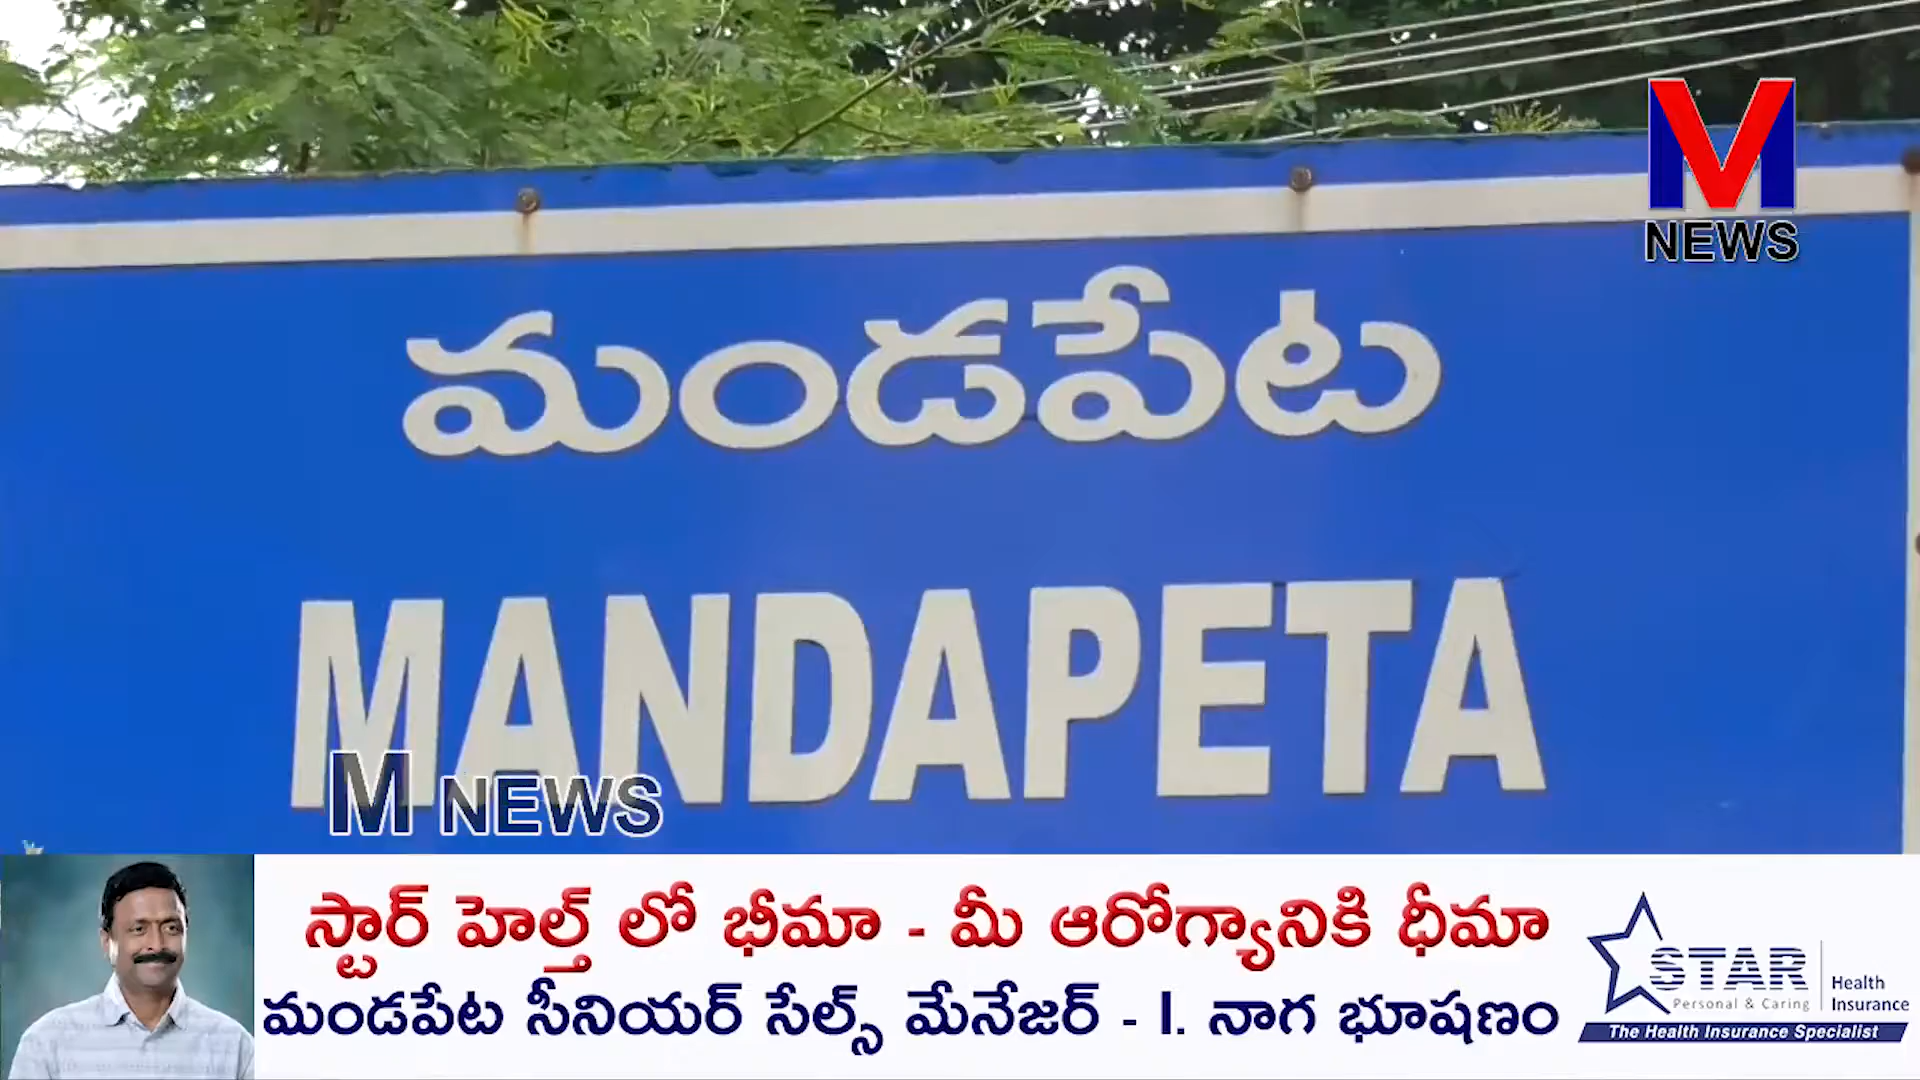 M
NEWS
మండపేట
MANDAPETA
M NEWS
స్టార్ హెల్త్ లో భీమా - మీ ఆరోగ్యానికి ధీమా
మండపేట సీనియర్ సేల్స్ మేనేజర్ - I. నాగ భూషణం
STAR
Personal & Caring
Health
Insurance
The Health Insurance Specialist